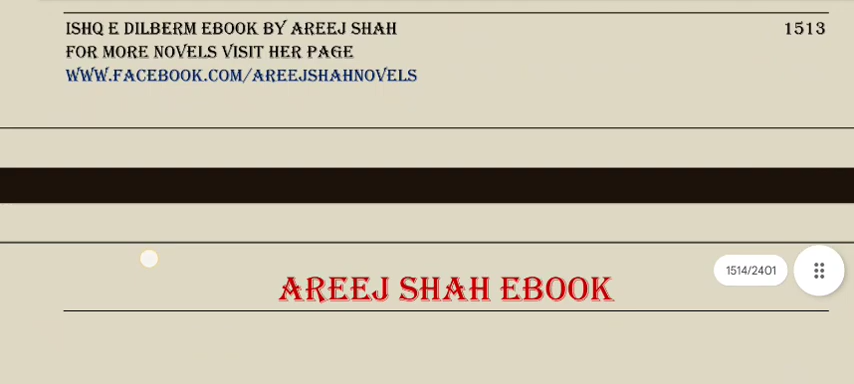 ISHQ E DILBERM EBOOK BY AREEJ SHAH 1513
FOR MORE NOVELS VISIT HER PAGE
WWW.FACEBOOK.COM/AREEJSHAHNOVELS
1514/2401
AREEJ SHAH EBOOK